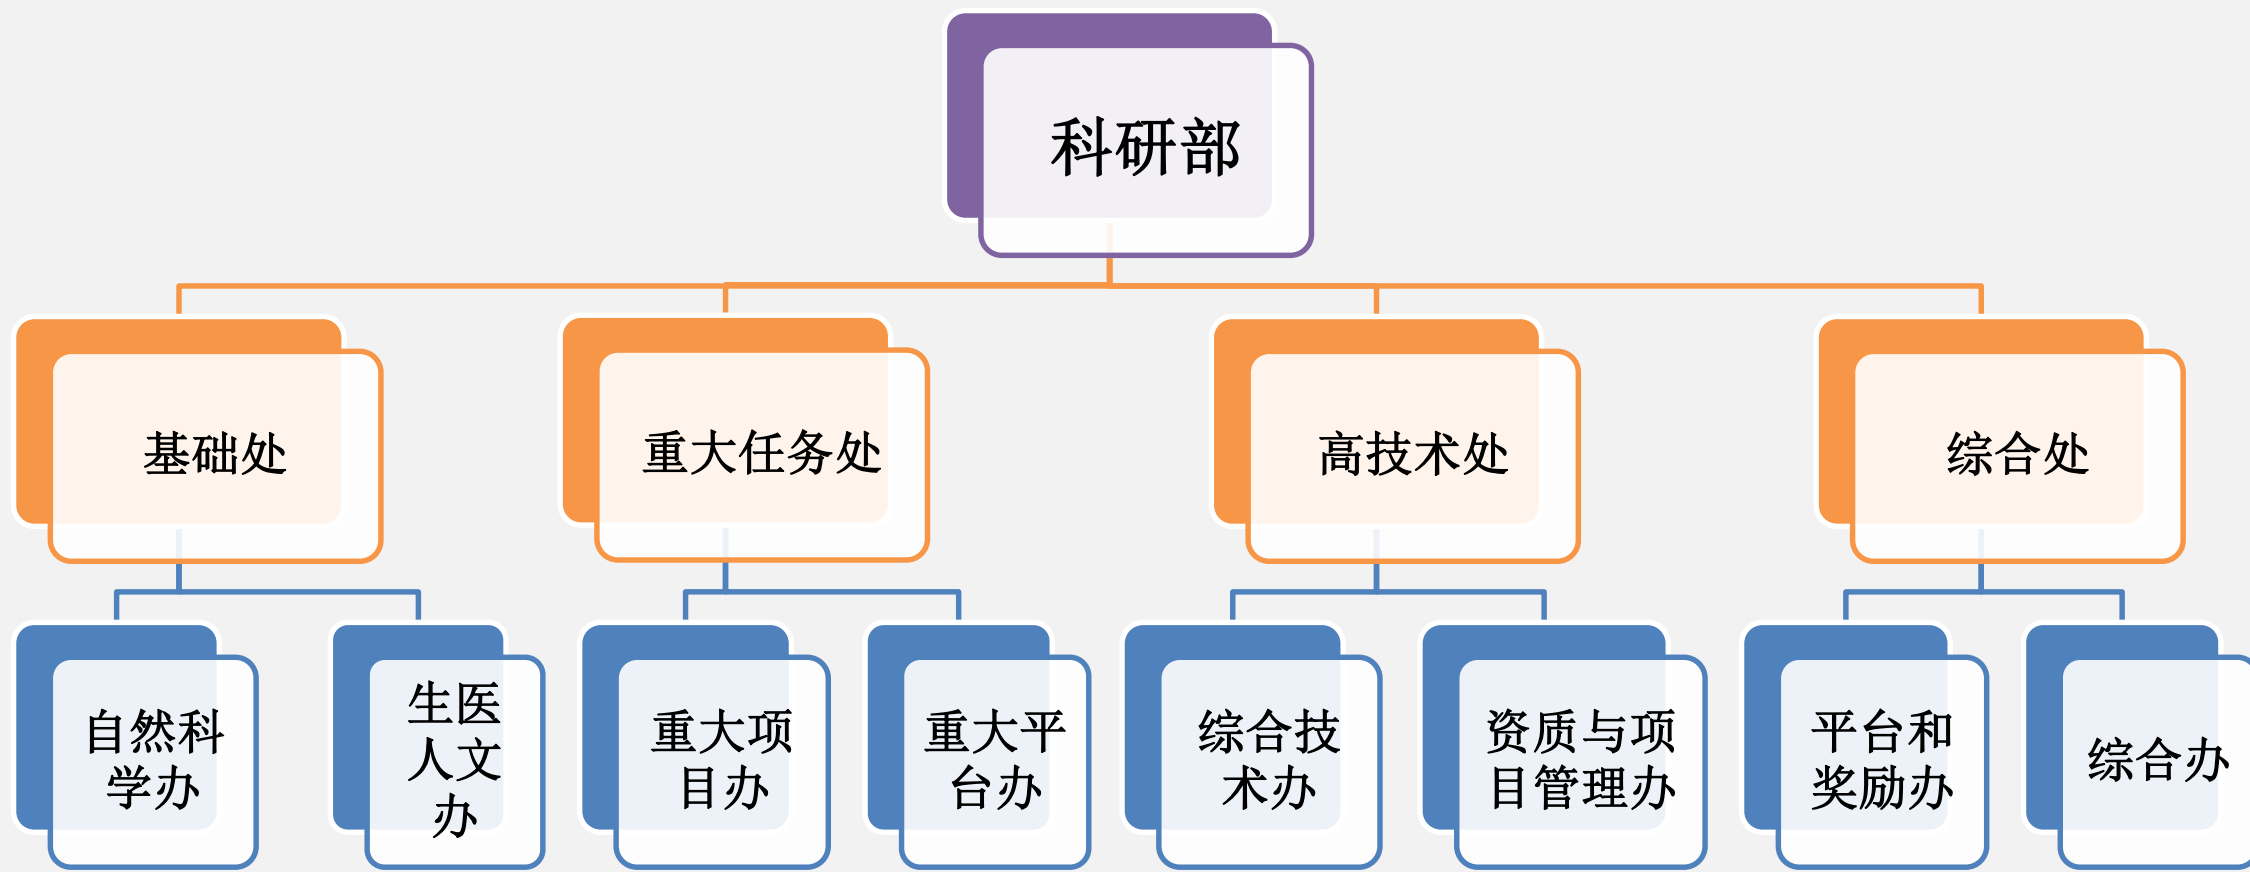 科研部
基础处
重大任务处
高技术处
综合处
自然科
学办
生医
人文
办
重大项
目办
重大平
台办
综合技
术办
资质与项
目管理办
平台和
奖励办
综合办